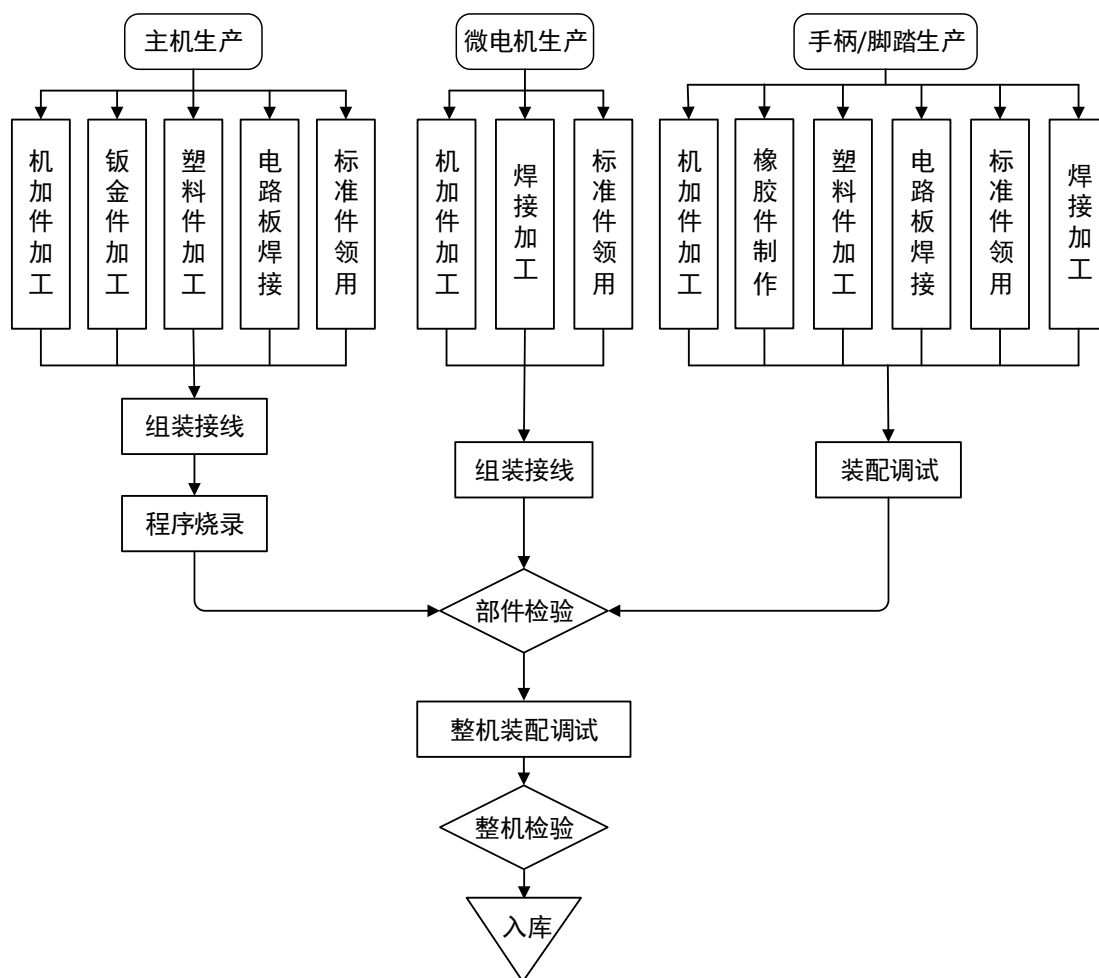 主机生产
微电机生产
手柄/脚踏生产
机加件加工
钣金件加工
塑料件加工
电路板焊接
标准件领用
机加件加工
焊接加工
标准件领用
机加件加工
橡胶件制作
塑料件加工
电路板焊接
标准件领用
焊接加工
组装接线
组装接线
装配调试
程序烧录
部件检验
整机装配调试
整机检验
入库